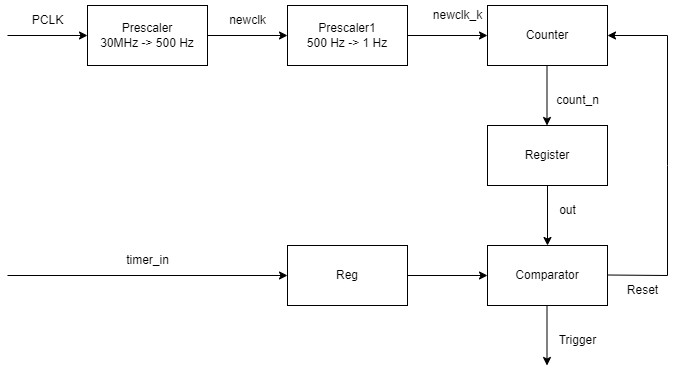 PCLK
Prescaler
30MHz -> 500 Hz
newclk
Prescaler1
500 Hz -> 1 Hz
newclk_k
Counter
count_n
Register
out
timer_in
Reg
Comparator
Reset
Trigger